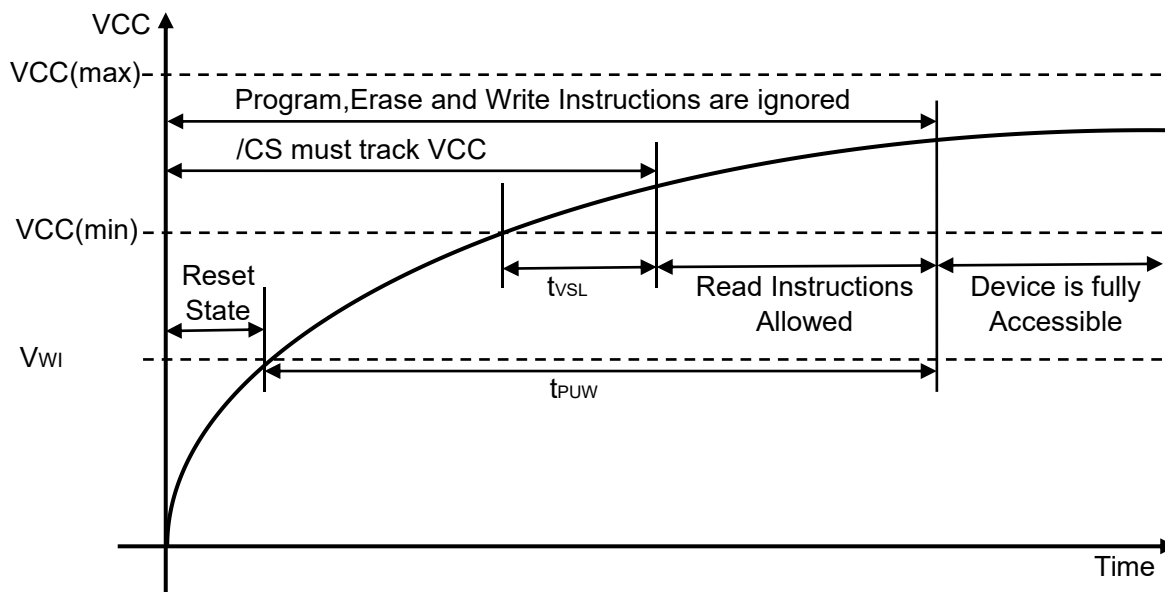 VCC
VCC(max)
Program,Erase and Write Instructions are ignored
/CS must track VCC
VCC(min)
Reset
State
tVSL
Read Instructions
Allowed
Device is fully
Accessible
VWI
tPUW
Time